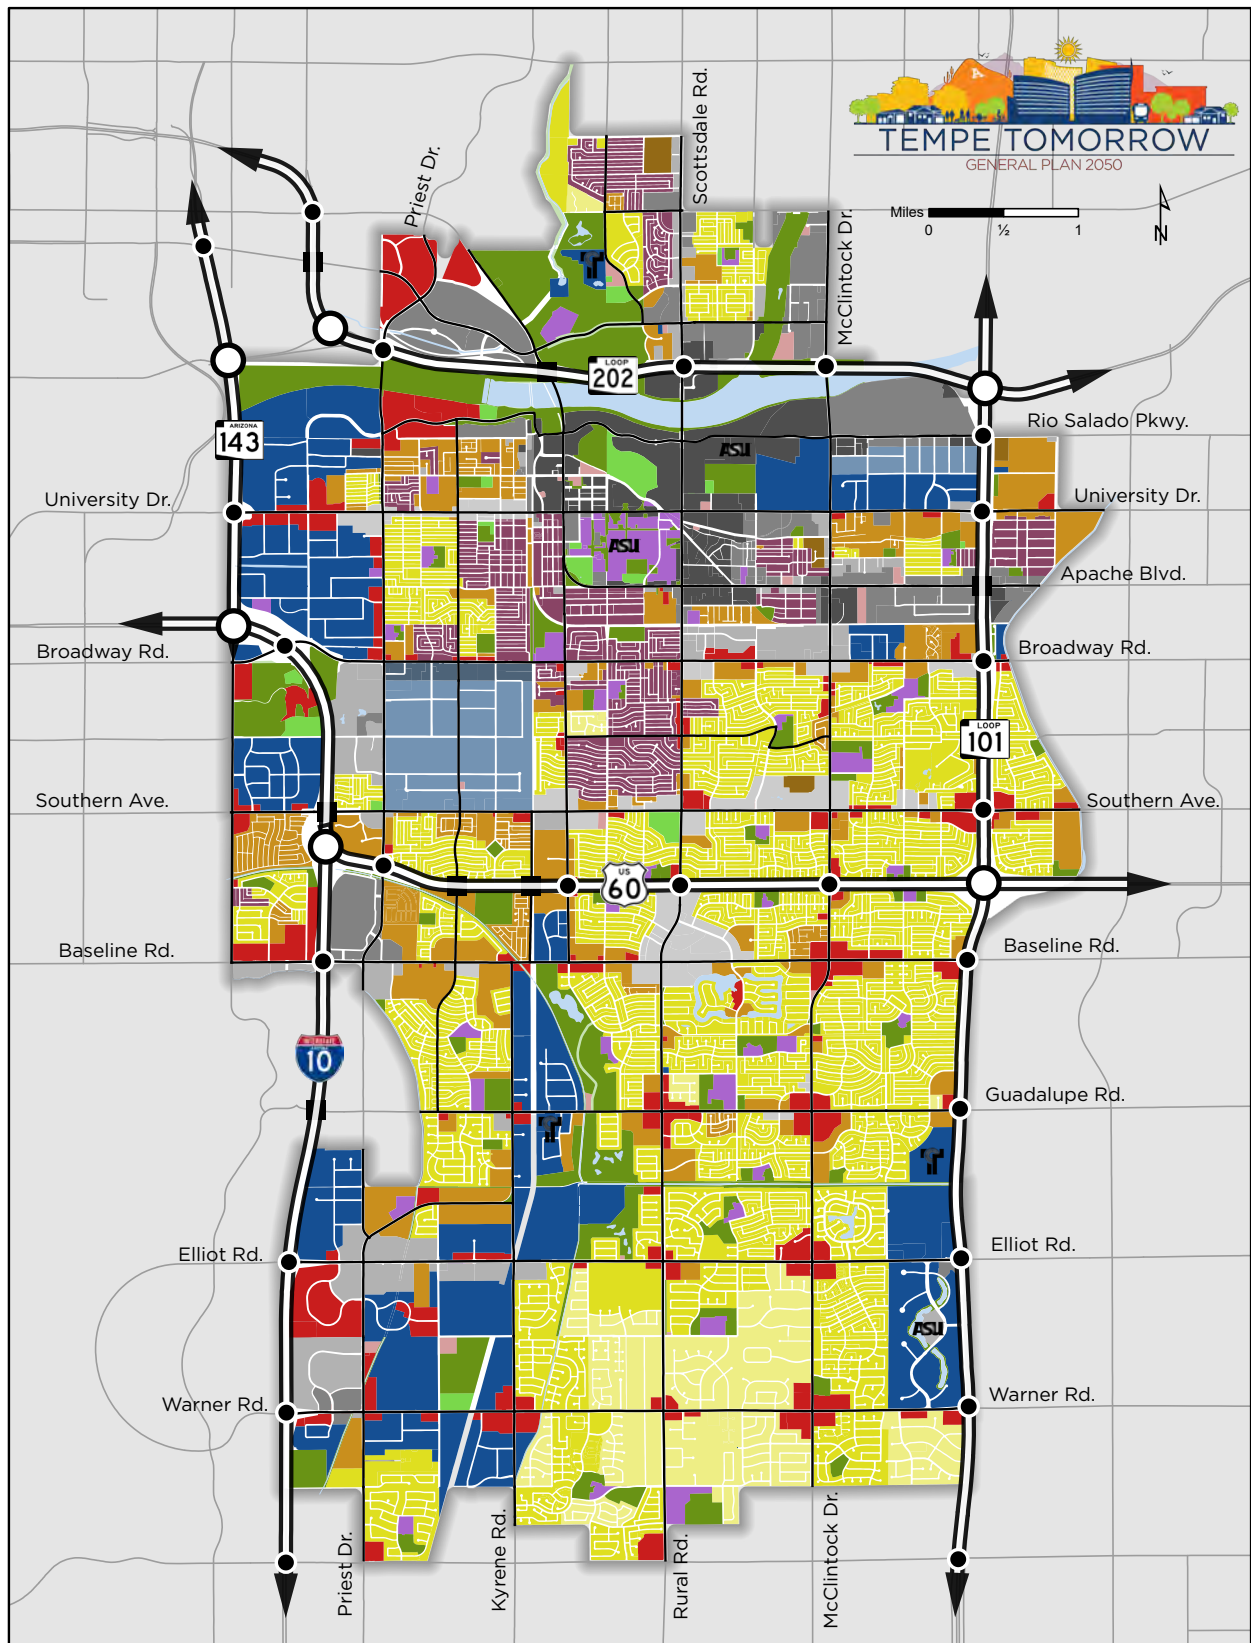 TEMPE TOMORROW
GENERAL PLAN 2050
Miles
0 ½ 1
N
Priest Dr.
Scottsdale Rd.
McClintock Dr.
LOOP
202
ARIZONA
143
Rio Salado Pkwy.
ASU
University Dr.
University Dr.
ASU
Apache Blvd.
Broadway Rd.
Broadway Rd.
LOOP
101
Southern Ave.
Southern Ave.
US
60
Baseline Rd.
Baseline Rd.
10
Guadalupe Rd.
Elliot Rd.
Elliot Rd.
ASU
Warner Rd.
Warner Rd.
Priest Dr.
Kyrene Rd.
Rural Rd.
McClintock Dr.